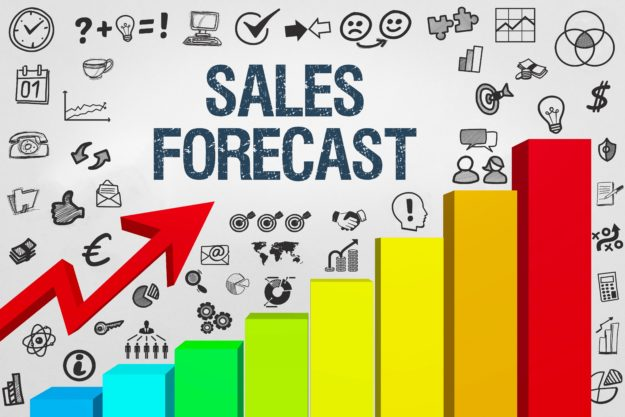 ? + = !
SALES
FORECAST
01
$
€
@
!
i